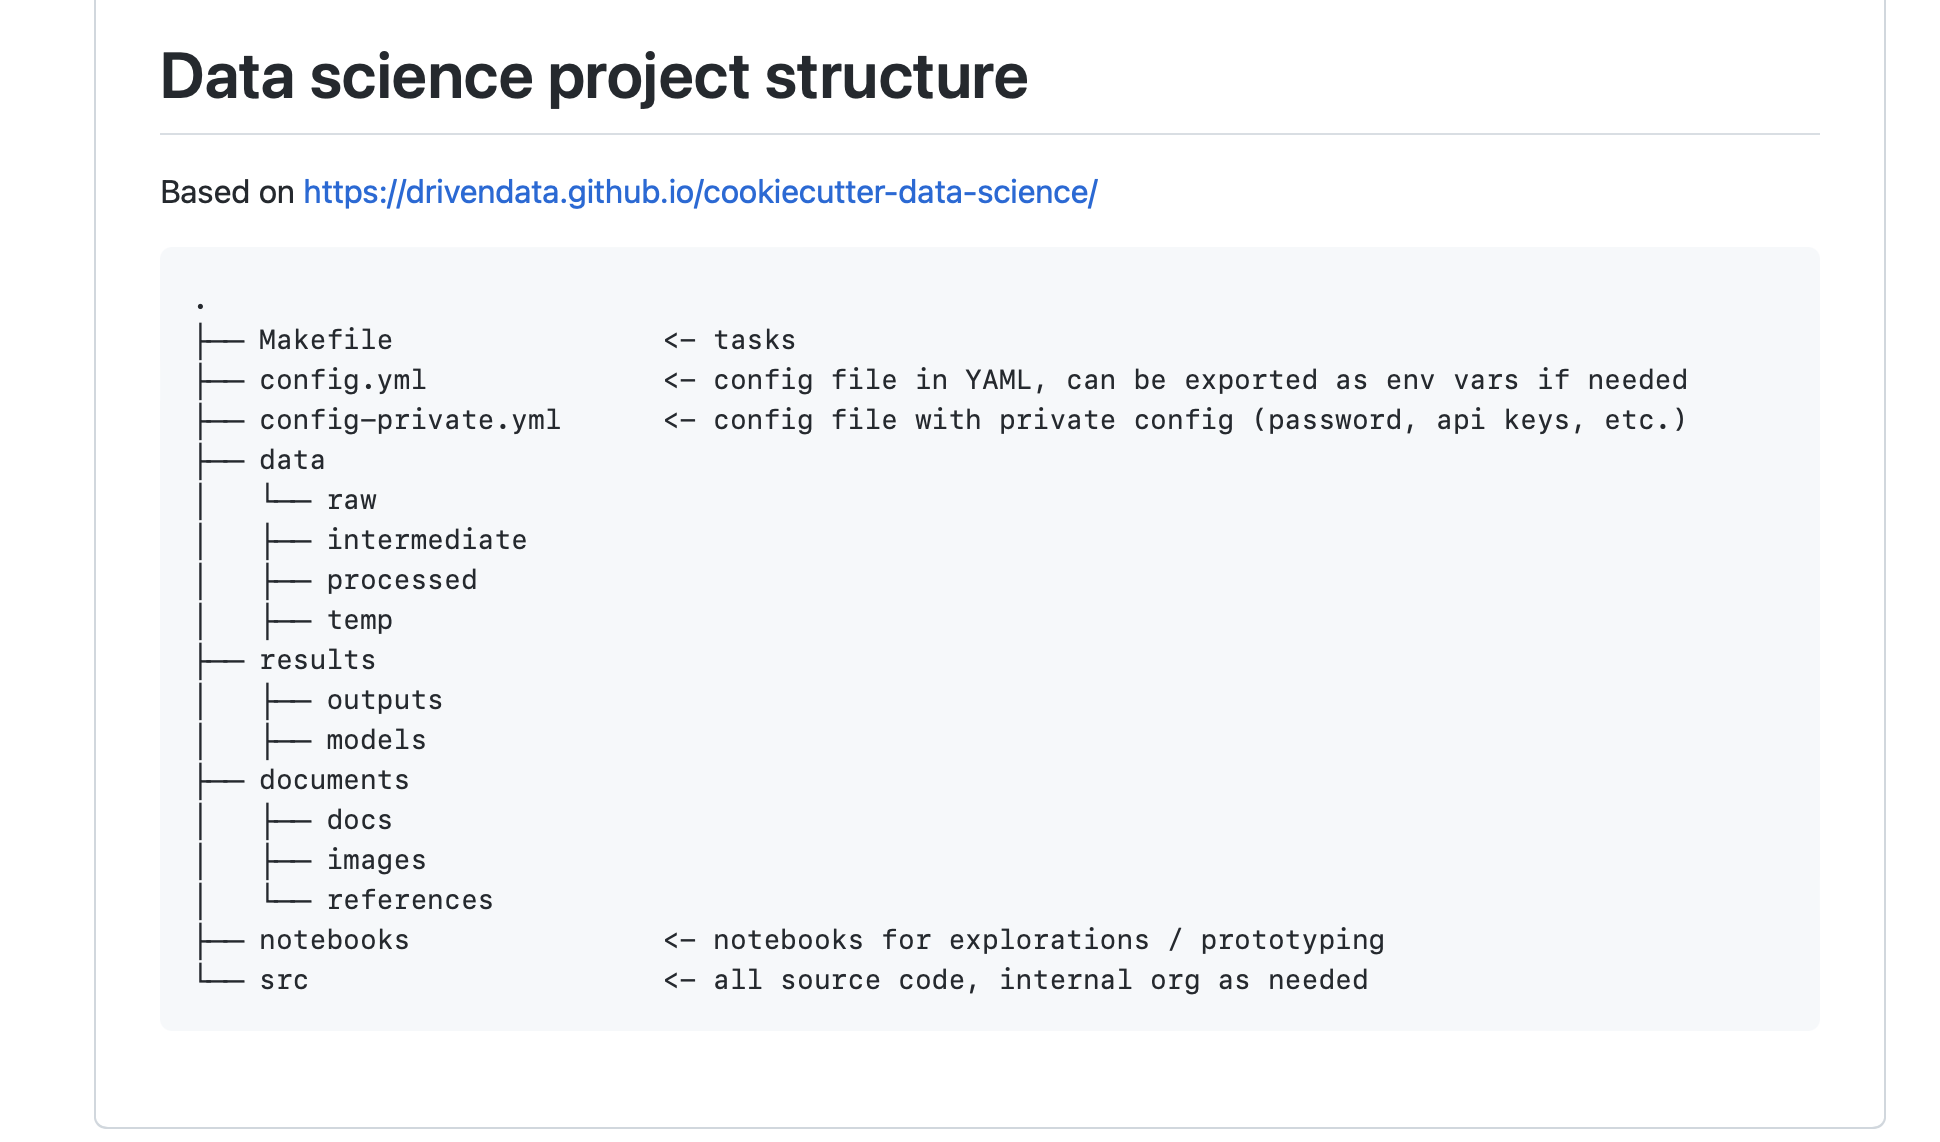 Data science project structure
Based on https://drivendata.github.io/cookiecutter-data-science/
.
├── Makefile                <- tasks
├── config.yml              <- config file in YAML, can be exported as env vars if needed
├── config-private.yml      <- config file with private config (password, api keys, etc.)
├── data
│   └── raw
│   ├── intermediate
│   ├── processed
│   ├── temp
├── results
│   ├── outputs
│   ├── models
├── documents
│   ├── docs
│   ├── images
│   └── references
├── notebooks               <- notebooks for explorations / prototyping
└── src                     <- all source code, internal org as needed